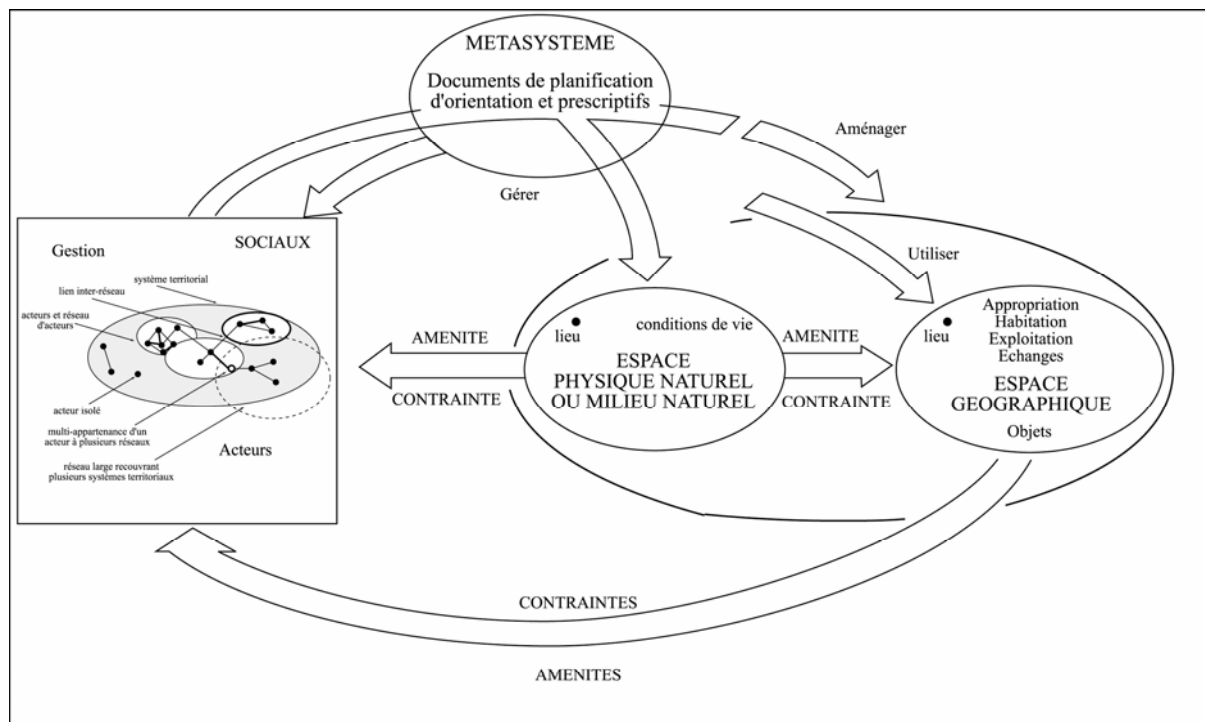 METASYSTEME
Documents de planification
d'orientation et prescriptifs
Aménager
Gérer
Utiliser
Gestion
SOCIAUX
système territorial
lien inter-réseau
acteurs et réseau
d'acteurs
acteur isolé
multi-appartenance d'un
acteur à plusieurs réseaux
Acteurs
réseau large recouvrant
plusieurs systèmes territoriaux
AMENITE
CONTRAINTE
lieu
conditions de vie
ESPACE
PHYSIQUE NATUREL
OU MILIEU NATUREL
AMENITE
CONTRAINTE
lieu
Appropriation
Habitation
Exploitation
Echanges
ESPACE
GEOGRAPHIQUE
Objets
CONTRAINTES
AMENITES